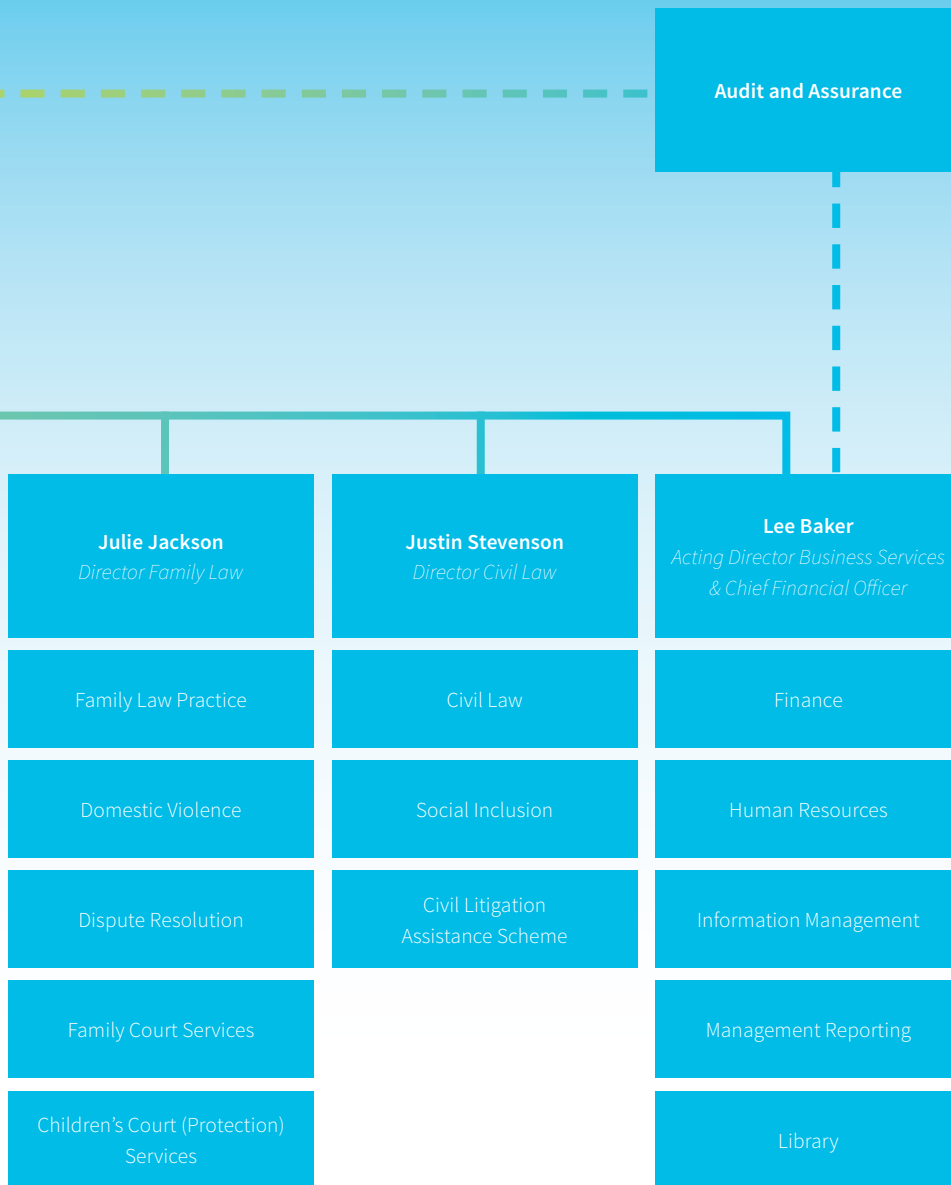 Audit and Assurance
Julie Jackson
Director Family Law
Justin Stevenson
Director Civil Law
Lee Baker
Acting Director Business Services
& Chief Financial Officer
Family Law Practice
Civil Law
Finance
Domestic Violence
Social Inclusion
Human Resources
Dispute Resolution
Civil Litigation
Assistance Scheme
Information Management
Family Court Services
Management Reporting
Children’s Court (Protection)
Services
Library